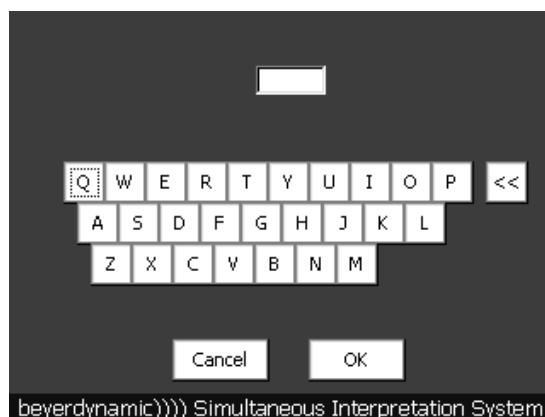 Q W E R T Y U I O P <<
A S D F G H J K L
Z X C V B N M
Cancel OK
beyerdynamic)))) Simultaneous Interpretation System